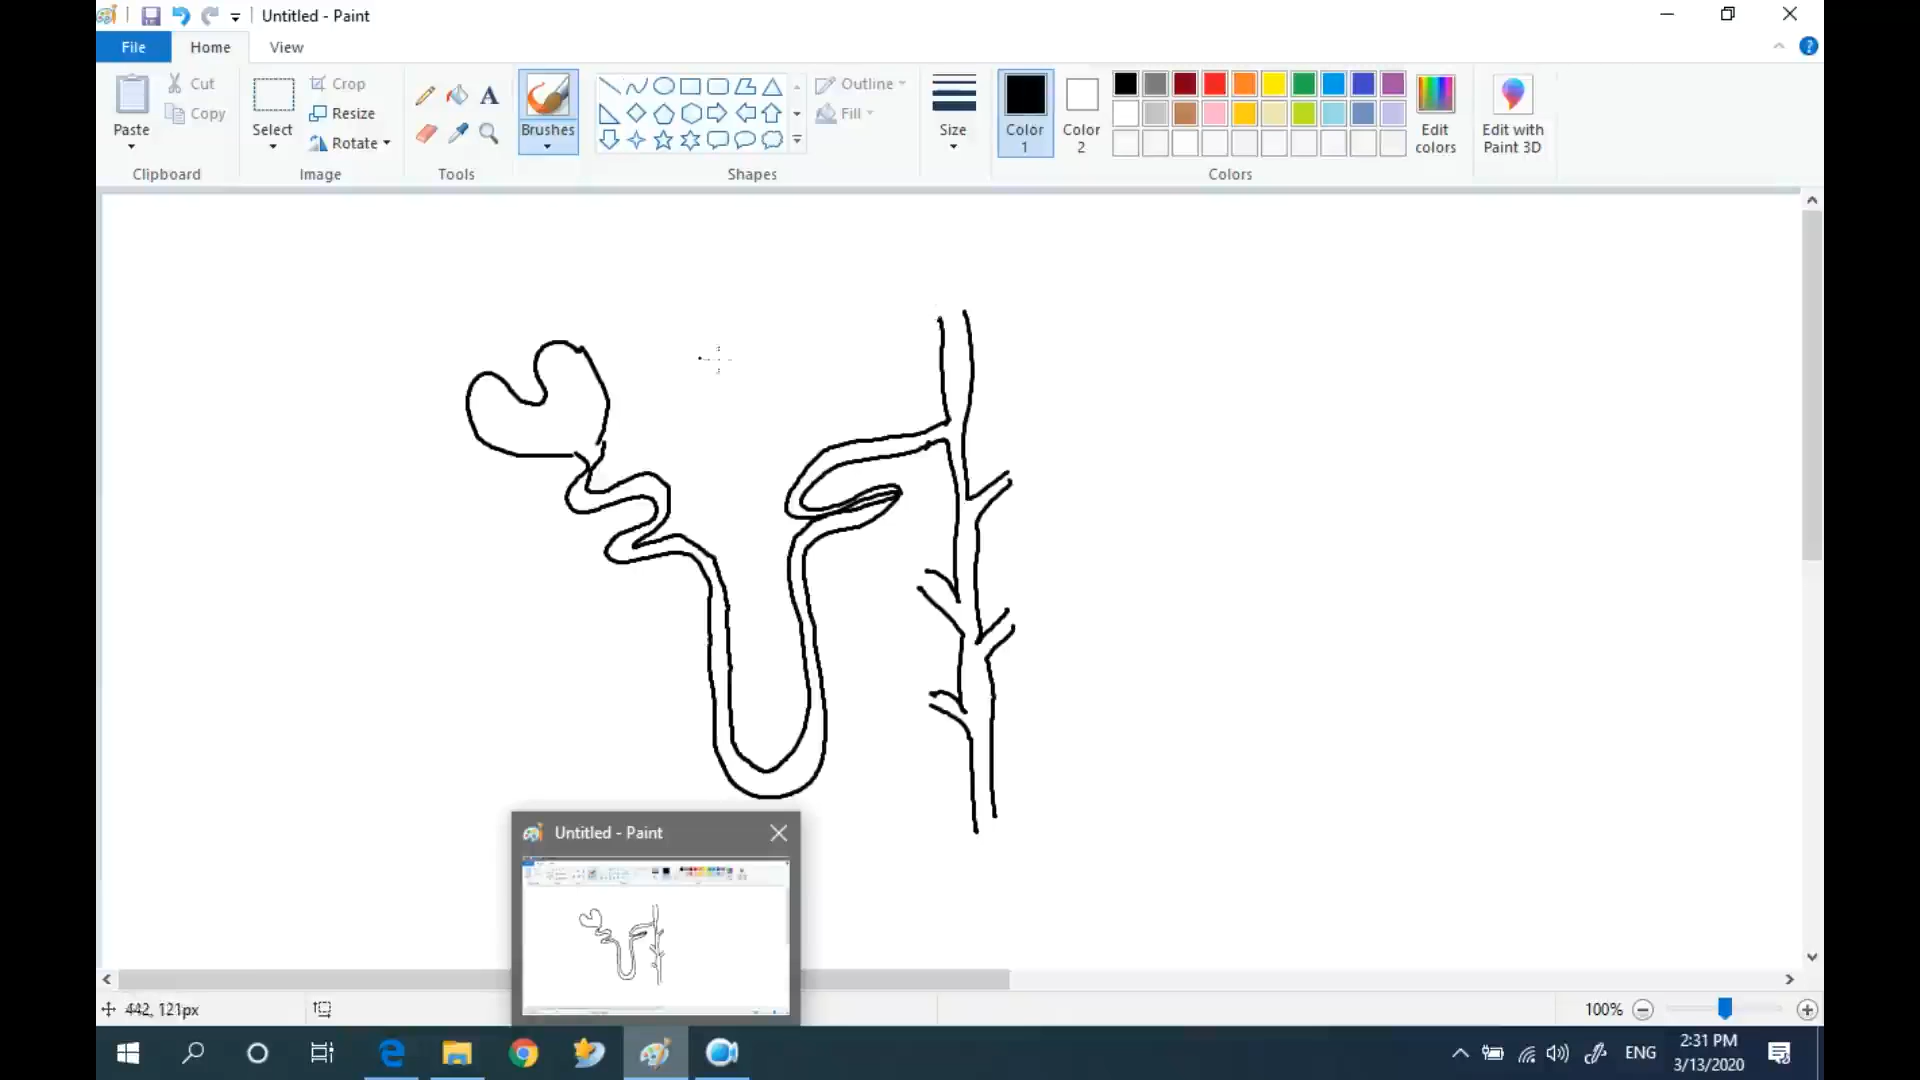 Untitled - Paint
File Home View
Paste
Cut
Copy
Clipboard
Select
Crop
Resize
Rotate
Image
A
Tools
Brushes
Outline
Fill
Shapes
Size
Color 1
Color 2
Edit colors
Colors
Edit with Paint 3D
Untitled - Paint
442, 121px
100%
ENG
2:31 PM
3/13/2020